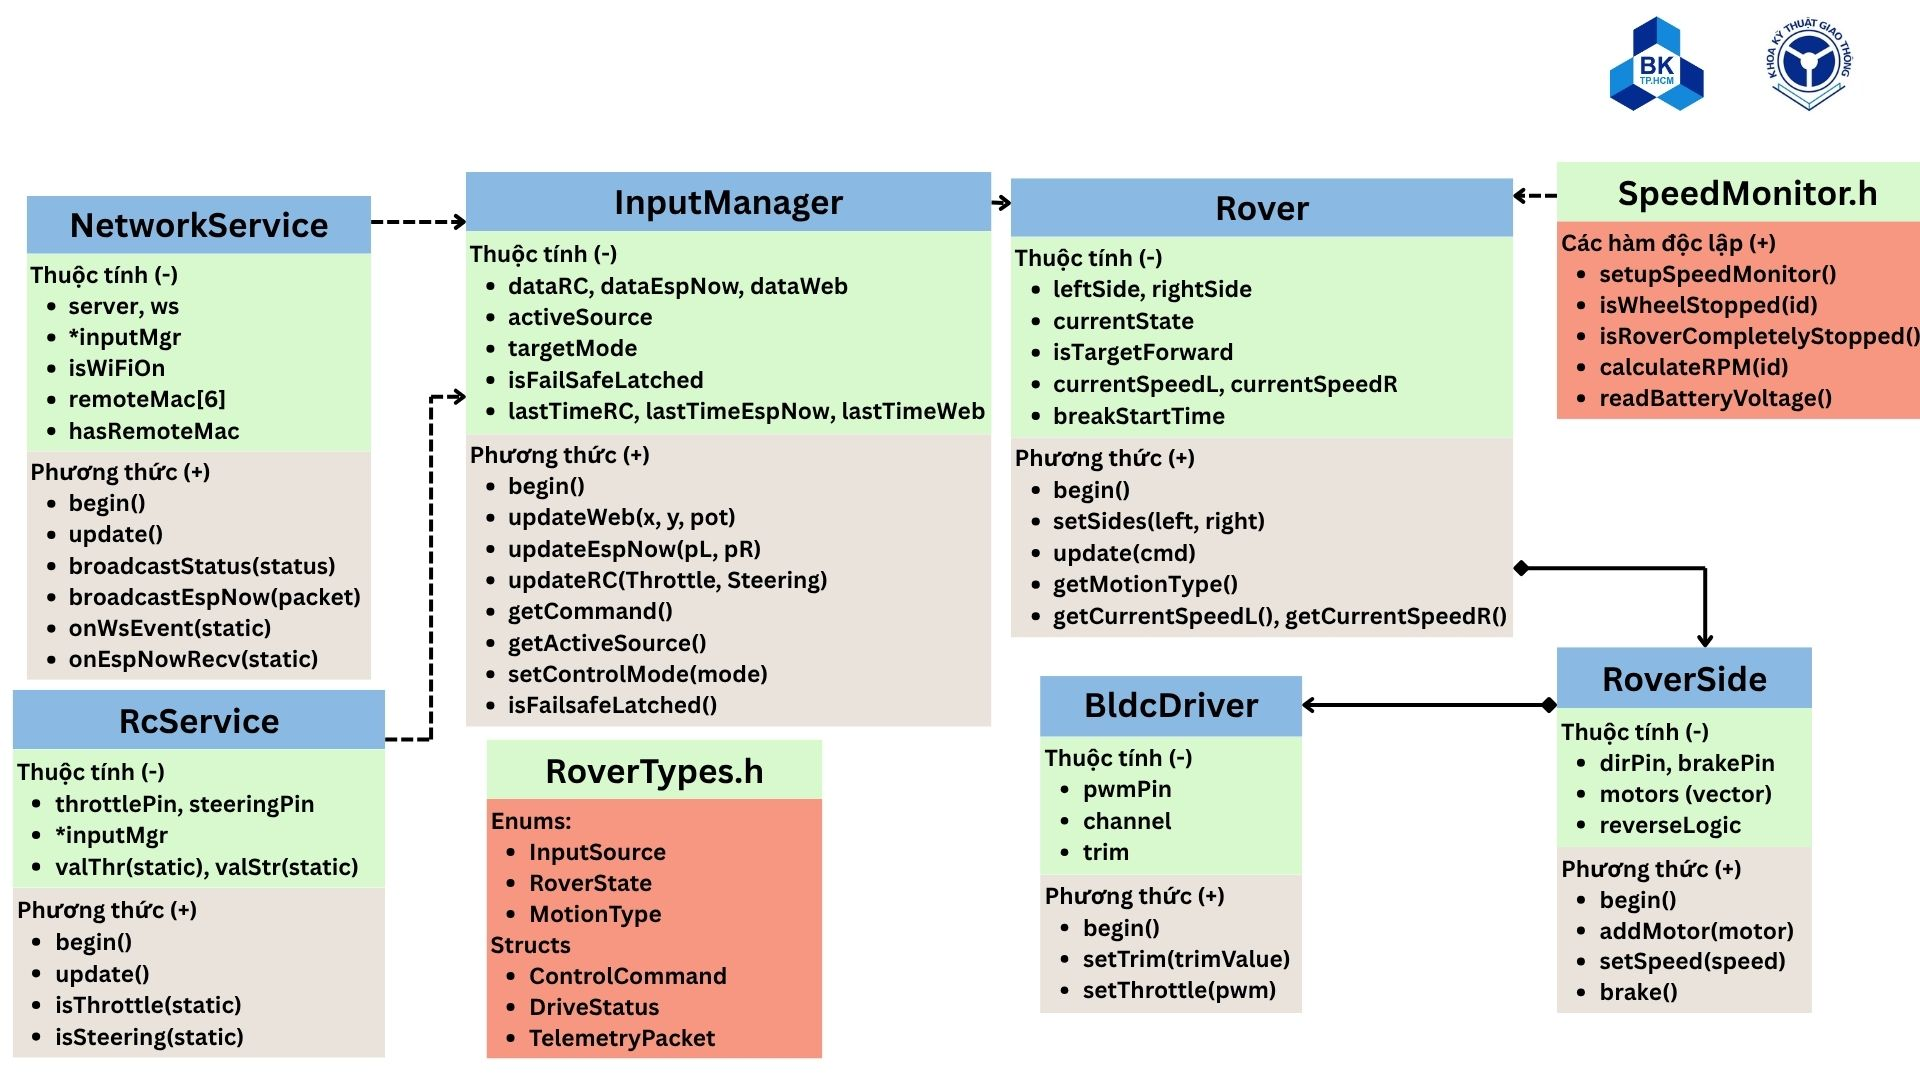 BK
TP.HCM
KHOA KỸ THUẬT GIAO THÔNG
NetworkService
Thuộc tính (-)
• server, ws
• *inputMgr
• isWiFiOn
• remoteMac[6]
• hasRemoteMac
Phương thức (+)
• begin()
• update()
• broadcastStatus(status)
• broadcastEspNow(packet)
• onWsEvent(static)
• onEspNowRecv(static)
RcService
Thuộc tính (-)
• throttlePin, steeringPin
• *inputMgr
• valThr(static), valStr(static)
Phương thức (+)
• begin()
• update()
• isThrottle(static)
• isSteering(static)
InputManager
Thuộc tính (-)
• dataRC, dataEspNow, dataWeb
• activeSource
• targetMode
• isFailSafeLatched
• lastTimeRC, lastTimeEspNow, lastTimeWeb
Phương thức (+)
• begin()
• updateWeb(x, y, pot)
• updateEspNow(pL, pR)
• updateRC(Throttle, Steering)
• getCommand()
• getActiveSource()
• setControlMode(mode)
• isFailsafeLatched()
RoverTypes.h
Enums:
• InputSource
• RoverState
• MotionType
Structs
• ControlCommand
• DriveStatus
• TelemetryPacket
Rover
Thuộc tính (-)
• leftSide, rightSide
• currentState
• isTargetForward
• currentSpeedL, currentSpeedR
• breakStartTime
Phương thức (+)
• begin()
• setSides(left, right)
• update(cmd)
• getMotionType()
• getCurrentSpeedL(), getCurrentSpeedR()
BldcDriver
Thuộc tính (-)
• pwmPin
• channel
• trim
Phương thức (+)
• begin()
• setTrim(trimValue)
• setThrottle(pwm)
SpeedMonitor.h
Các hàm độc lập (+)
• setupSpeedMonitor()
• isWheelStopped(id)
• isRoverCompletelyStopped()
• calculateRPM(id)
• readBatteryVoltage()
RoverSide
Thuộc tính (-)
• dirPin, brakePin
• motors (vector)
• reverseLogic
Phương thức (+)
• begin()
• addMotor(motor)
• setSpeed(speed)
• brake()